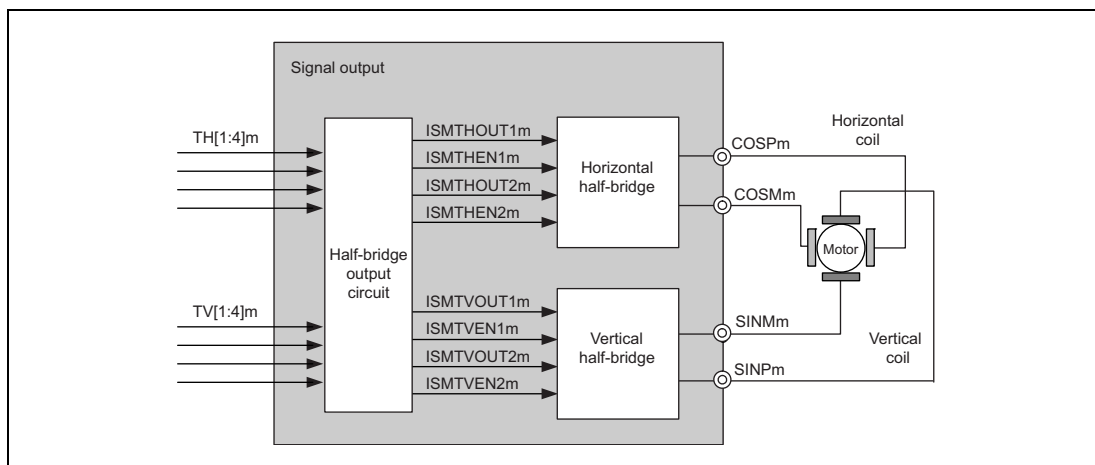 Signal output
TH[1:4]m
ISMTHOUT1m
ISMTHEN1m
ISMTHOUT2m
ISMTHEN2m
Horizontal
half-bridge
COSPm
COSMm
Horizontal
coil
Motor
Half-bridge
output
circuit
TV[1:4]m
ISMTVOUT1m
ISMTVEN1m
ISMTVOUT2m
ISMTVEN2m
Vertical
half-bridge
SINMm
SINPm
Vertical
coil